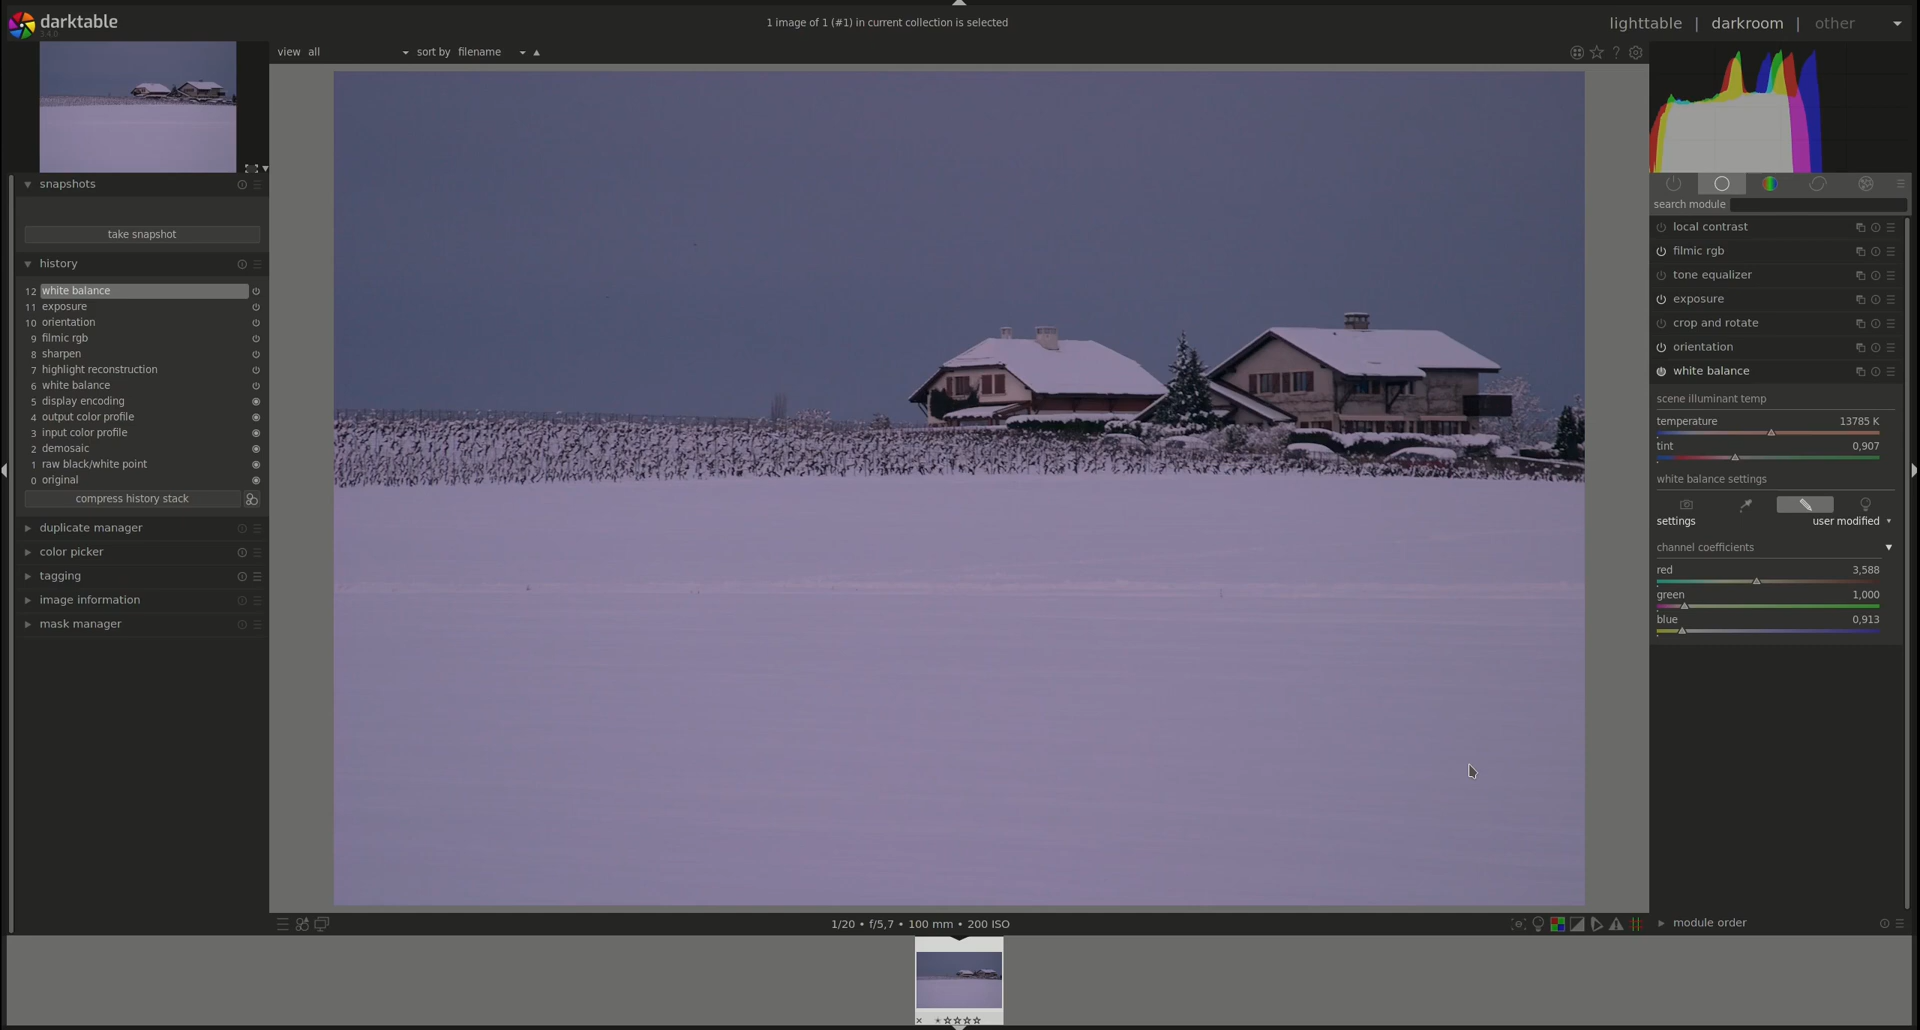 darktable
3.4.0
1 image of 1 (#1) in current collection is selected
lighttable | darkroom | other
view all sort by filename
snapshots
take snapshot
history
12 white balance
11 exposure
10 orientation
9 filmic rgb
8 sharpen
7 highlight reconstruction
6 white balance
5 display encoding
4 output color profile
3 input color profile
2 demosaic
1 raw black/white point
0 original
compress history stack
duplicate manager
color picker
tagging
image information
mask manager
1/20 • f/5,7 • 100 mm • 200 ISO
search module
local contrast
filmic rgb
tone equalizer
exposure
crop and rotate
orientation
white balance
scene illuminant temp
temperature 13785 K
tint 0,907
white balance settings
settings user modified
channel coefficients
red 3,588
green 1,000
blue 0,913
module order